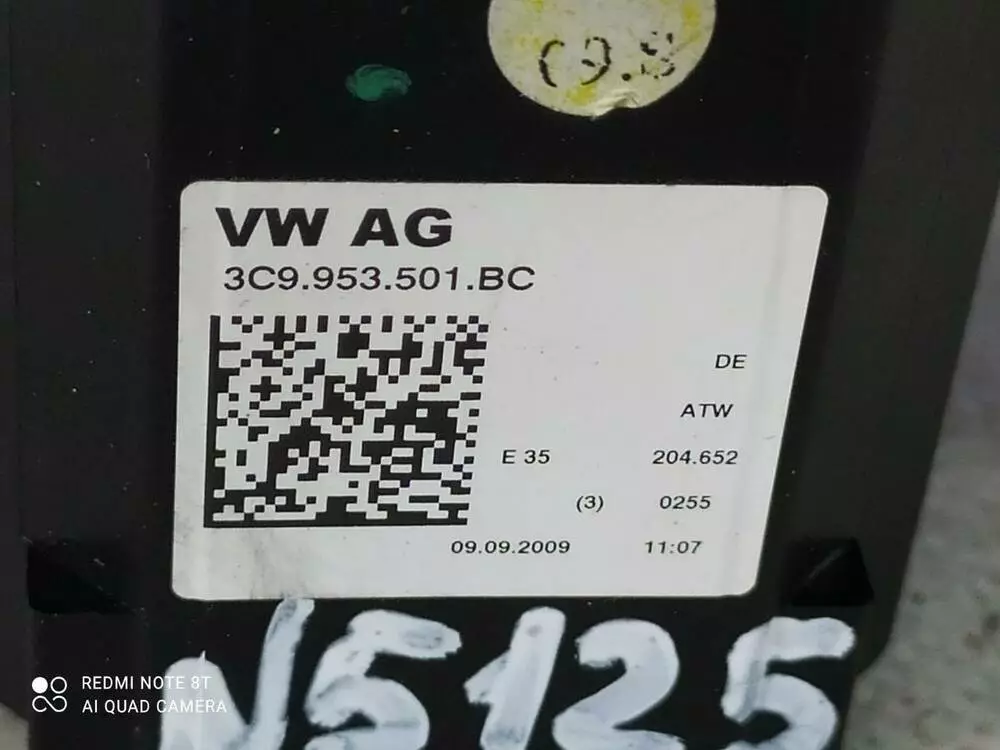 09.8
VW AG
3C9.953.501.BC
DE
ATW
E 35 204.652
(3) 0255
09.09.2009 11:07
N5125
REDMI NOTE 8T
AI QUAD CAMERA